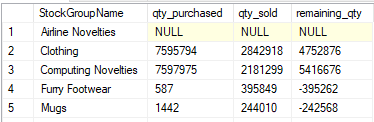 StockGroupName qty_purchased qty_sold remaining_qty
1 Airline Novelties NULL NULL NULL
2 Clothing 7595794 2842918 4752876
3 Computing Novelties 7597975 2181299 5416676
4 Furry Footwear 587 395849 -395262
5 Mugs 1442 244010 -242568